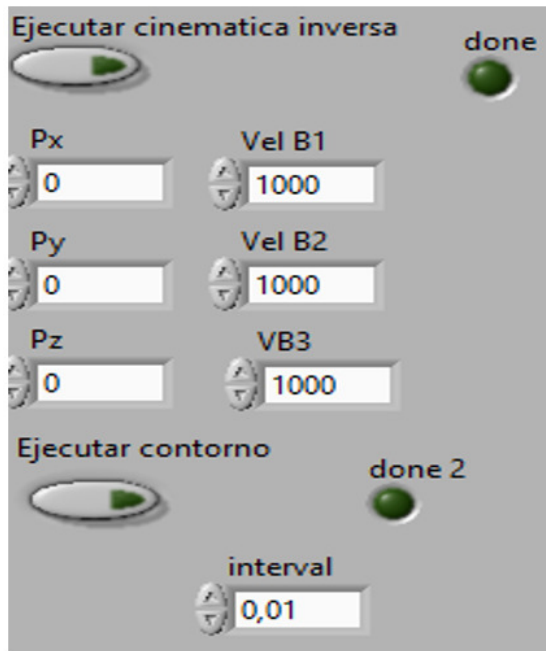 Ejecutar cinematica inversa
done
Px
Vel B1
0
1000
Py
Vel B2
0
1000
Pz
VB3
0
1000
Ejecutar contorno
done 2
interval
0,01